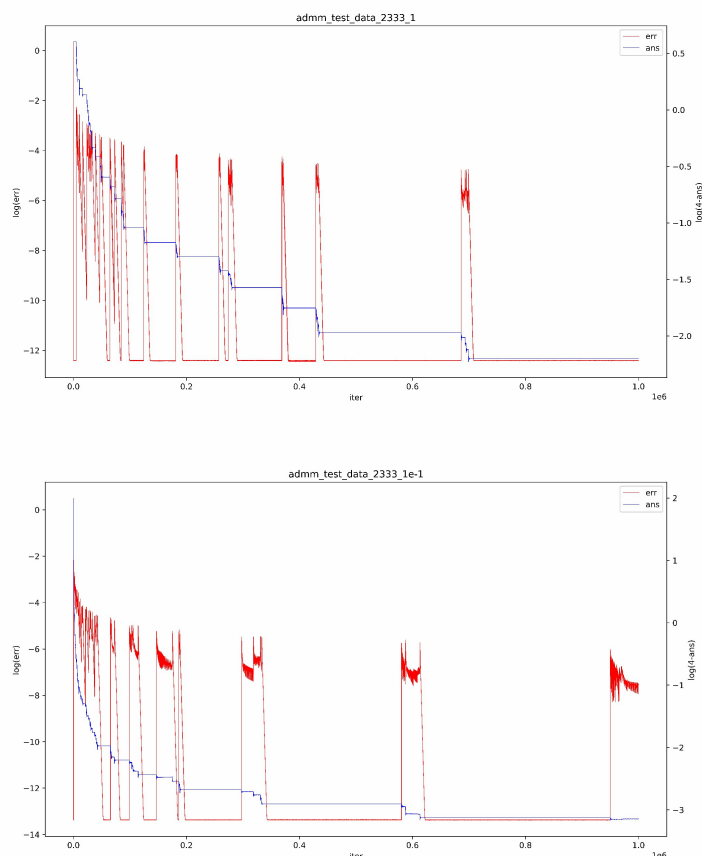 admm_test_data_2333_1
err
ans
0
−2
−4
−6
−8
−10
−12
log(err)
0.5
0.0
−0.5
−1.0
−1.5
−2.0
log(4-ans)
0.0
0.2
0.4
0.6
0.8
1.0
iter
1e6
admm_test_data_2333_1e-1
err
ans
0
−2
−4
−6
−8
−10
−12
−14
log(err)
2
1
0
−1
−2
−3
log(4-ans)
0.0
0.2
0.4
0.6
0.8
1.0
iter
1e6